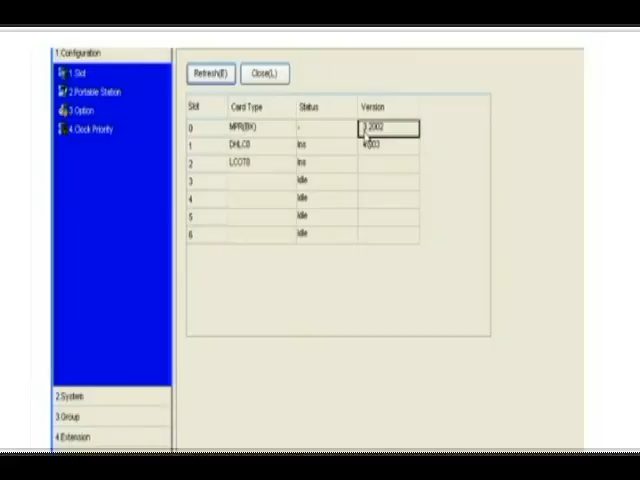 1.Configuration
1.Slot
2.Portable Station
3.Option
4.Clock Priority
Refresh(E) Close(L)
Slot Card Type Status Version
0 MPR(BX) - 2002
1 DHLC8 Ins
2 LCOT8 Ins
3 Idle
4 Idle
5 Idle
6 Idle
2.System
3.Group
4.Extension